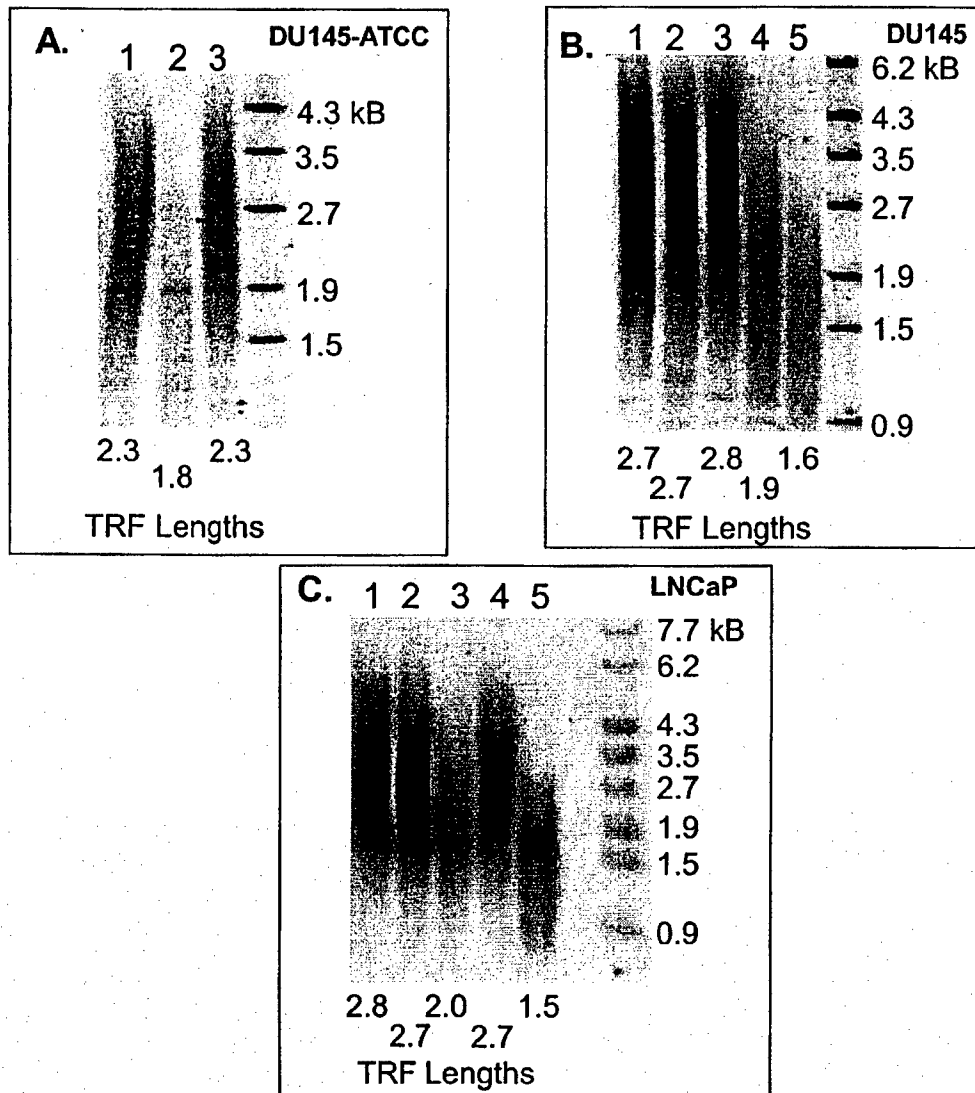 A. DU145-ATCC
1 2 3
4.3 kB
3.5
2.7
1.9
1.5
2.3 1.8 2.3
TRF Lengths
B. DU145
1 2 3 4 5
6.2 kB
4.3
3.5
2.7
1.9
1.5
0.9
2.7 2.7 2.8 1.9 1.6
TRF Lengths
C. LNCaP
1 2 3 4 5
7.7 kB
6.2
4.3
3.5
2.7
1.9
1.5
0.9
2.8 2.7 2.0 2.7 1.5
TRF Lengths